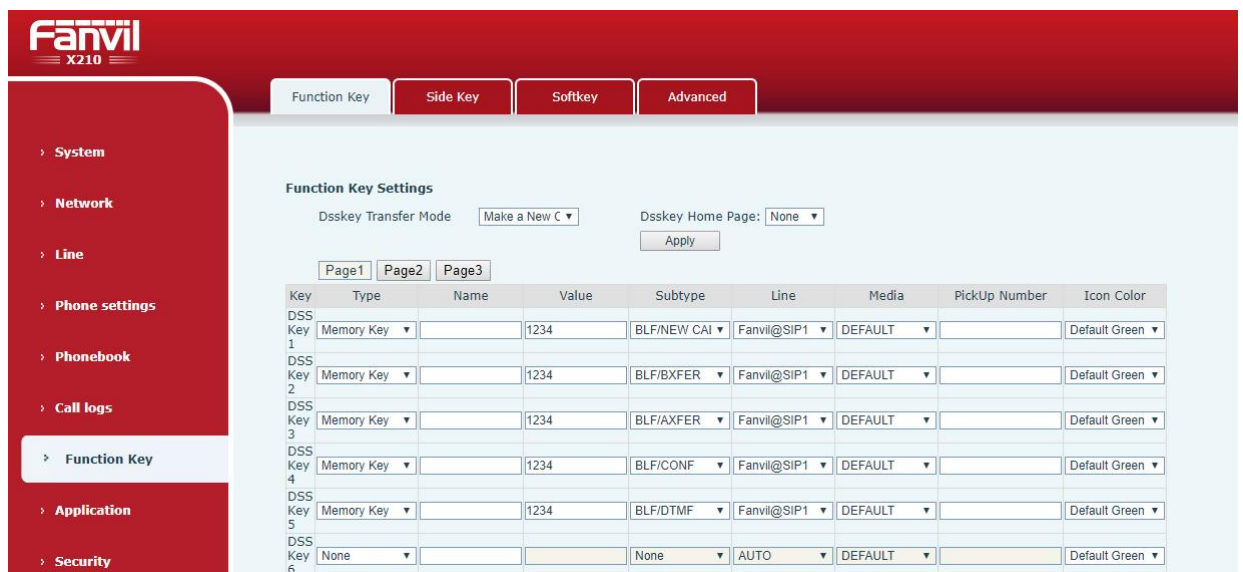 Fanvil
X210
Function Key Side Key Softkey Advanced
System
Network
Line
Phone settings
Phonebook
Call logs
Function Key
Application
Security
Function Key Settings
Dsskey Transfer Mode Make a New C Dsskey Home Page: None
Apply
Page1 Page2 Page3
Key Type Name Value Subtype Line Media PickUp Number Icon Color
DSS Key 1 Memory Key 1234 BLF/NEW CAl Fanvil@SIP1 DEFAULT Default Green
DSS Key 2 Memory Key 1234 BLF/BXFER Fanvil@SIP1 DEFAULT Default Green
DSS Key 3 Memory Key 1234 BLF/AXFER Fanvil@SIP1 DEFAULT Default Green
DSS Key 4 Memory Key 1234 BLF/CONF Fanvil@SIP1 DEFAULT Default Green
DSS Key 5 Memory Key 1234 BLF/DTMF Fanvil@SIP1 DEFAULT Default Green
DSS Key 6 None None AUTO DEFAULT Default Green